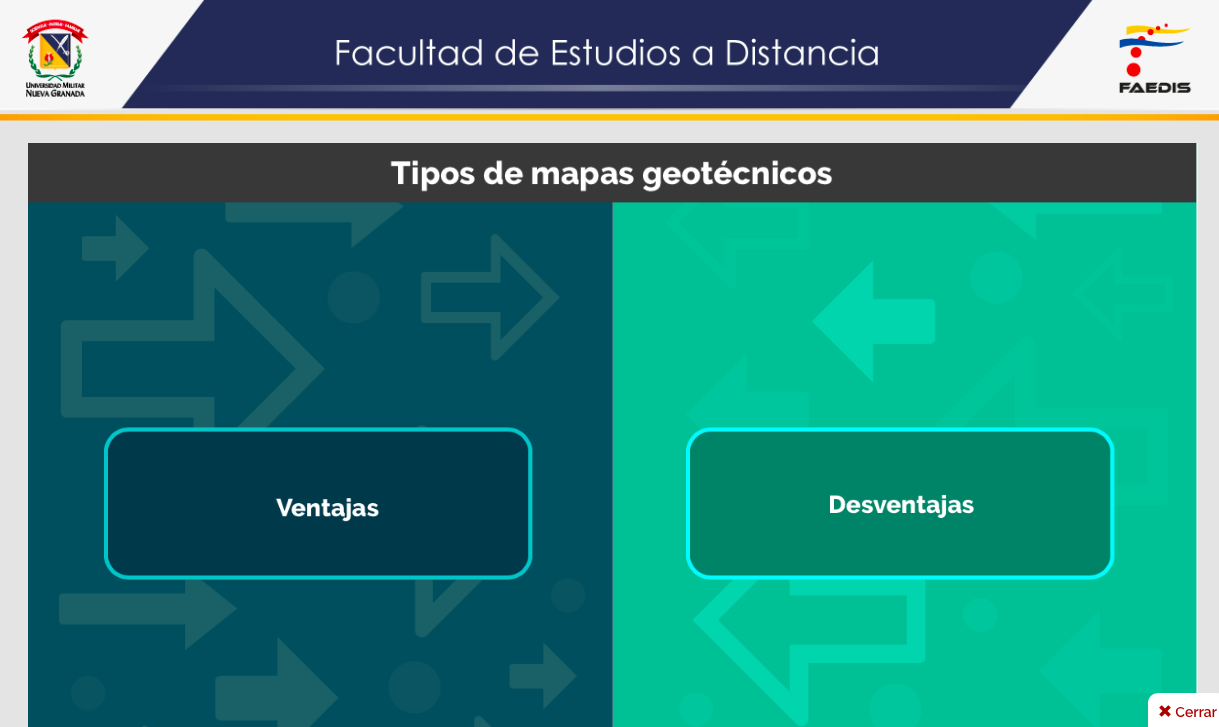 Facultad de Estudios a Distancia
UNIVERSIDAD MILITAR
NUEVA GRANADA
FAEDIS
Tipos de mapas geotécnicos
Ventajas
Desventajas
✖ Cerrar